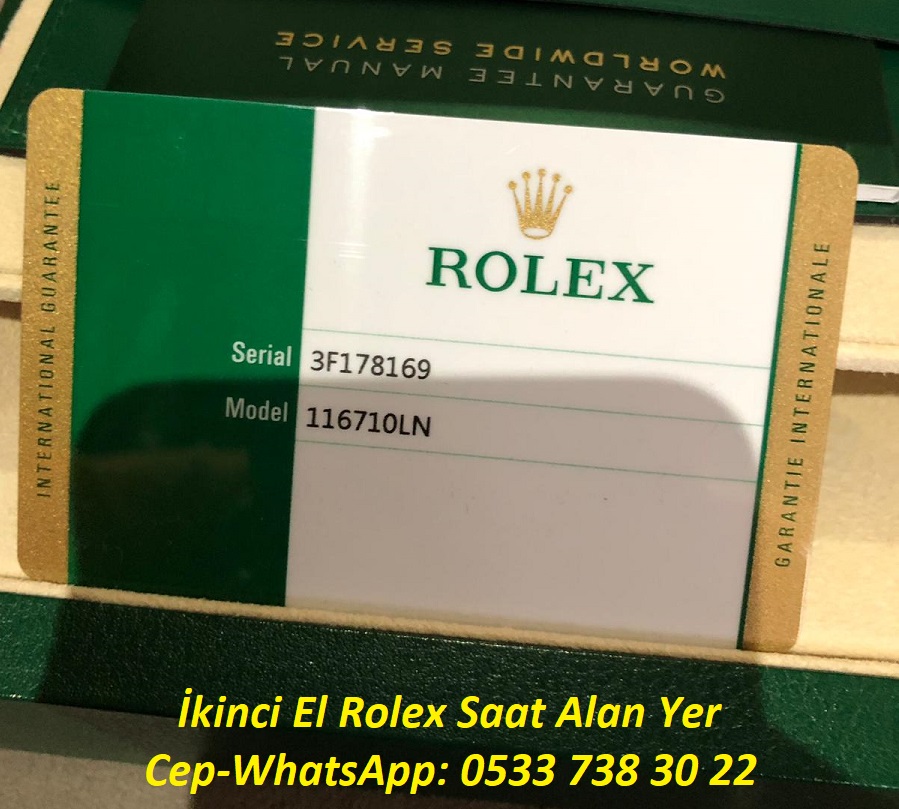 GUARANTEE MANUAL
WORLDWIDE SERVICE
INTERNATIONAL GUARANTEE
ROLEX
Serial 3F178169
Model 116710LN
GARANTIE INTERNATIONALE
İkinci El Rolex Saat Alan Yer
Cep-WhatsApp: 0533 738 30 22